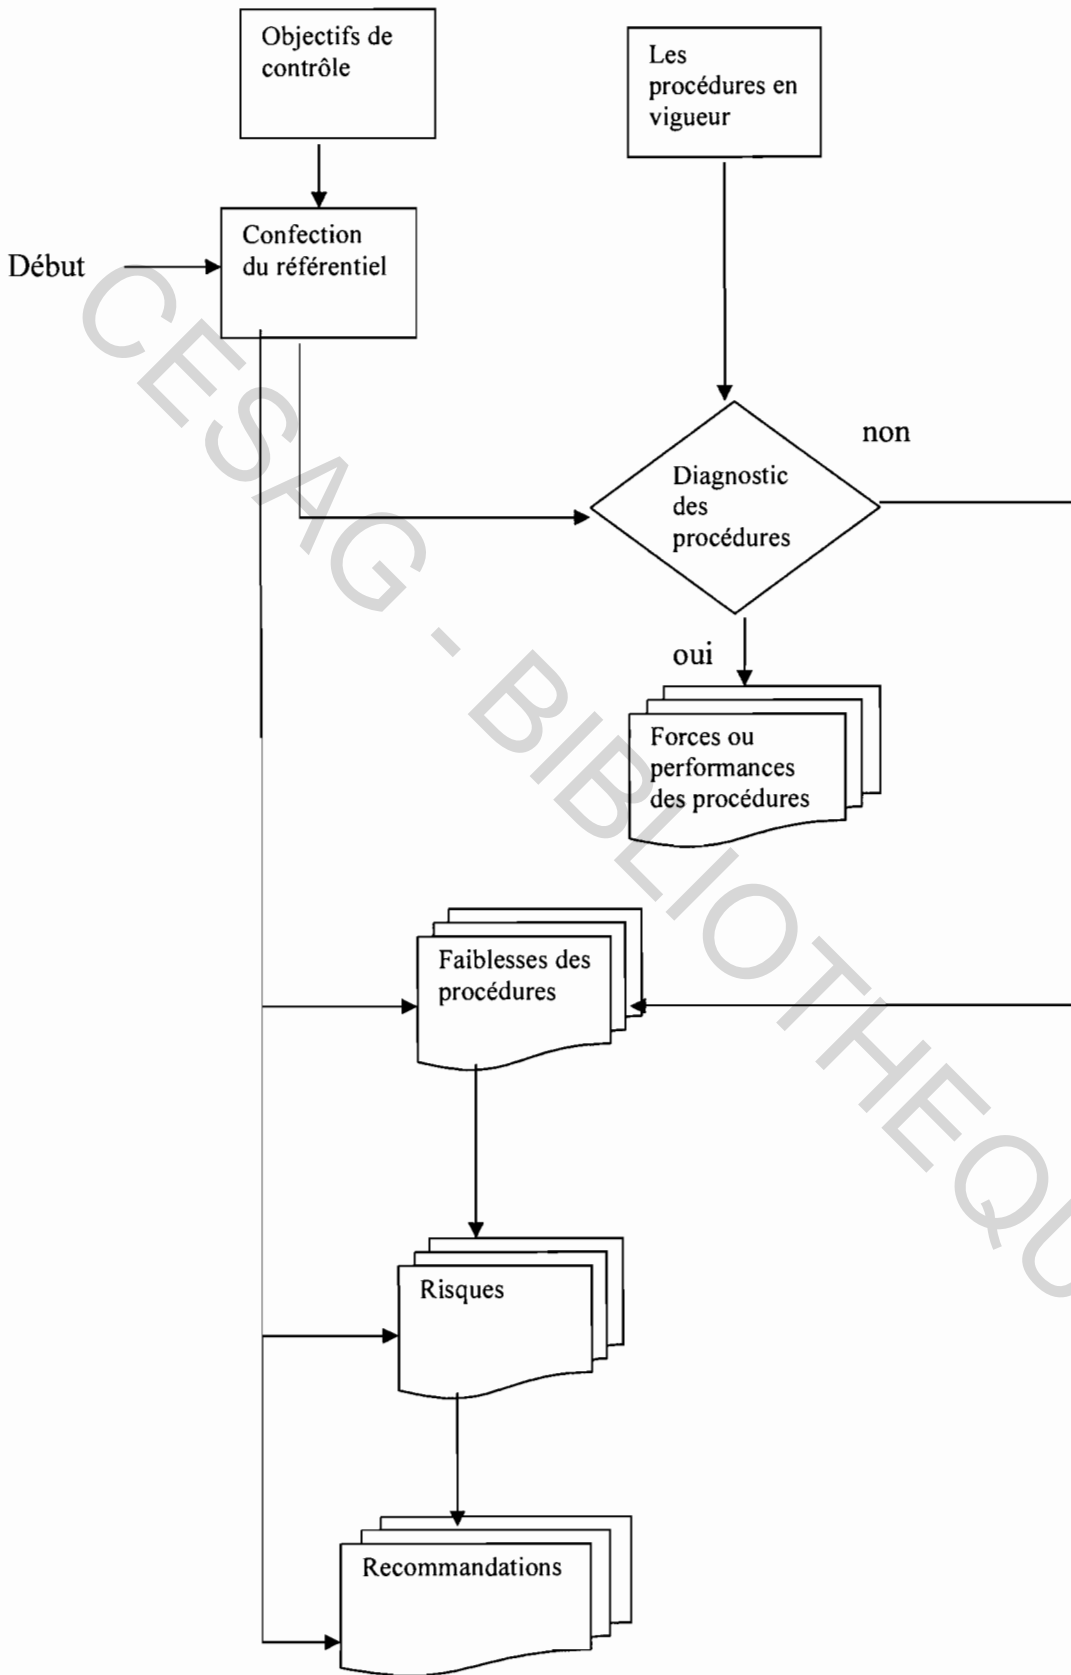 Objectifs de
contrôle
Les
procédures en
vigueur
Confection
du référentiel
Début
non
Diagnostic
des
procédures
oui
Forces ou
performances
des procédures
Faiblesses des
procédures
Risques
Recommandations
CESAG - BIBLIOTHEQU